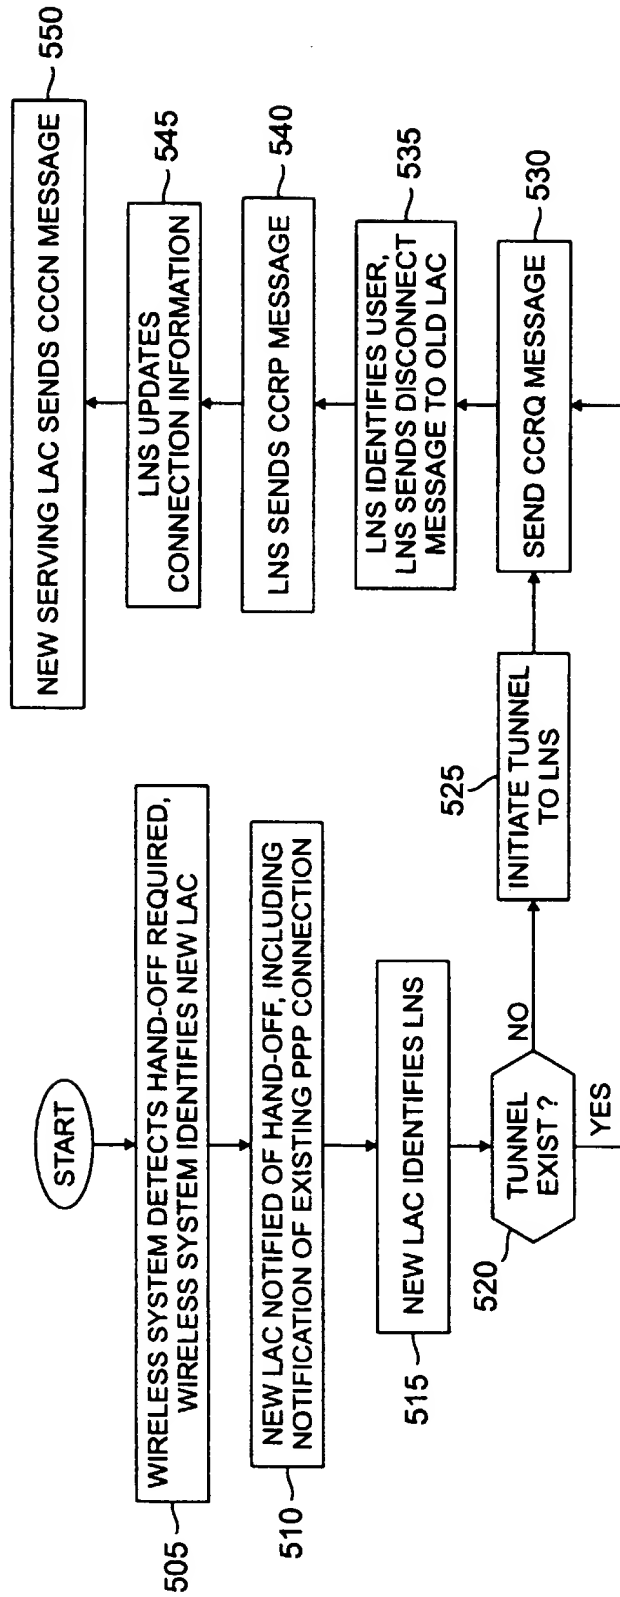 START
WIRELESS SYSTEM DETECTS HAND-OFF REQUIRED,
WIRELESS SYSTEM IDENTIFIES NEW LAC
505
NEW LAC NOTIFIED OF HAND-OFF, INCLUDING
NOTIFICATION OF EXISTING PPP CONNECTION
510
NEW LAC IDENTIFIES LNS
515
TUNNEL
EXIST ?
520
NO
YES
525
INITIATE TUNNEL
TO LNS
SEND CCRQ MESSAGE
530
LNS IDENTIFIES USER,
LNS SENDS DISCONNECT
MESSAGE TO OLD LAC
535
LNS SENDS CCRP MESSAGE
540
LNS UPDATES
CONNECTION INFORMATION
545
NEW SERVING LAC SENDS CCCN MESSAGE
550